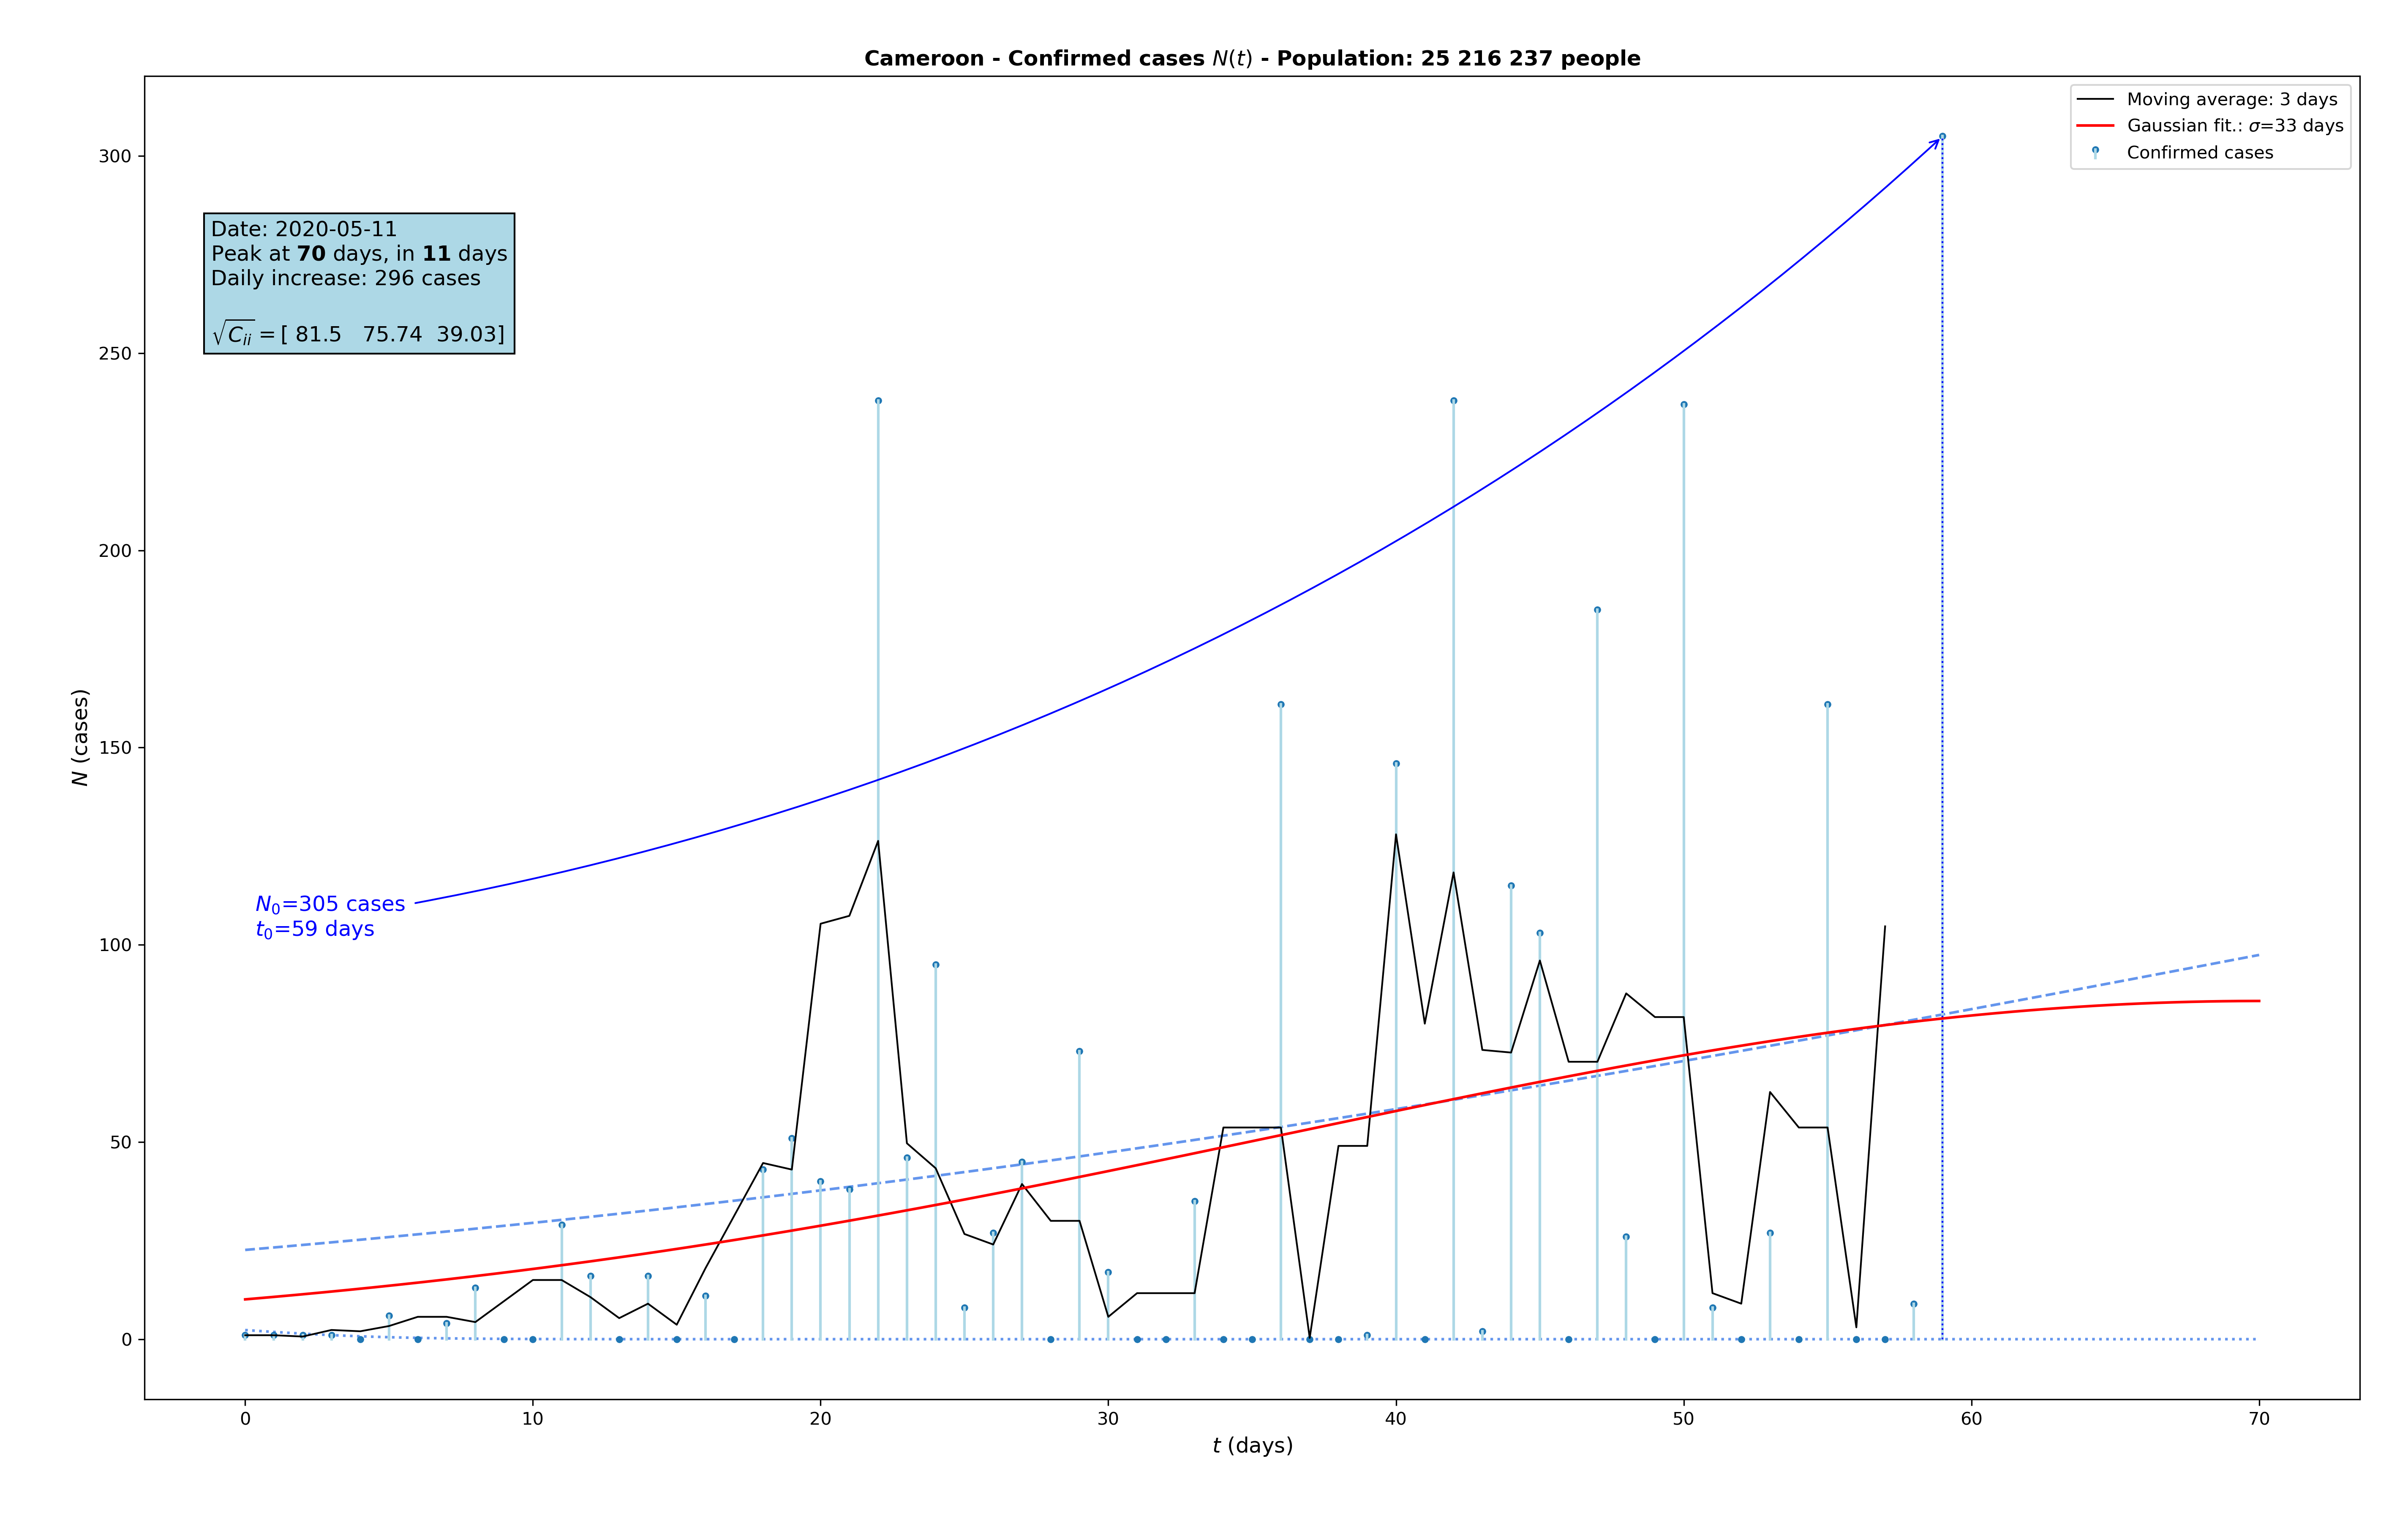 Cameroon - Confirmed cases N(t) - Population: 25 216 237 people
Moving average: 3 days
Gaussian fit.: σ=33 days
Confirmed cases
Date: 2020-05-11
Peak at 70 days, in 11 days
Daily increase: 296 cases
√Cᵢᵢ = [ 81.5 75.74 39.03]
N₀=305 cases
t₀=59 days
N (cases)
300
250
200
150
100
50
0
0 10 20 30 40 50 60 70
t (days)